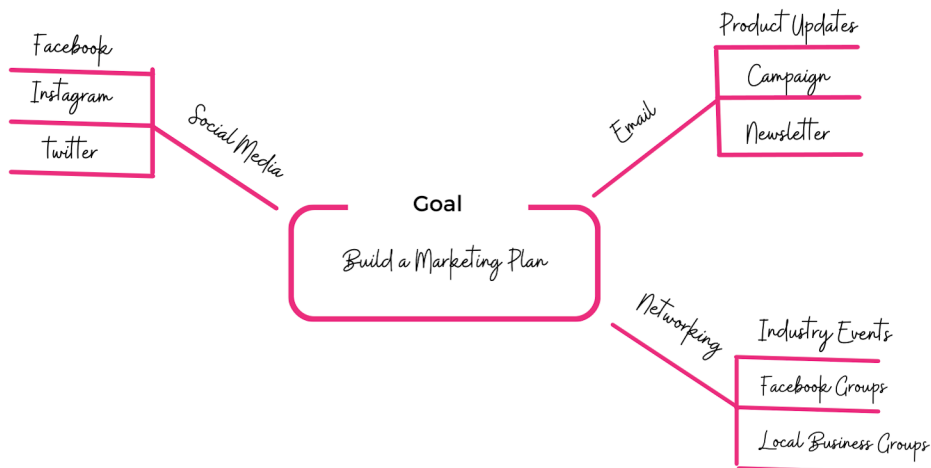 Facebook
Instagram
twitter
Social Media
Goal
Build a Marketing Plan
Email
Product Updates
Campaign
Newsletter
Networking
Industry Events
Facebook Groups
Local Business Groups